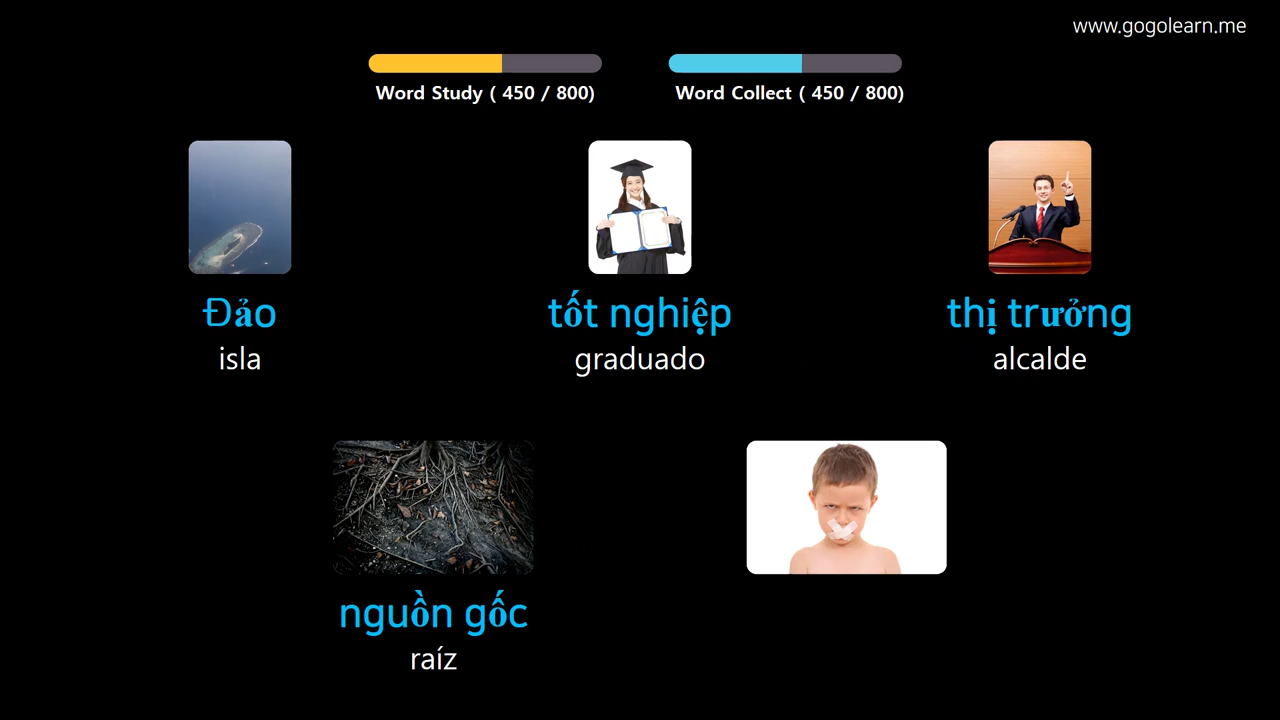 www.gogolearn.me
Word Study ( 450 / 800)
Word Collect ( 450 / 800)
Đảo
isla
tốt nghiệp
graduado
thị trưởng
alcalde
nguồn gốc
raíz